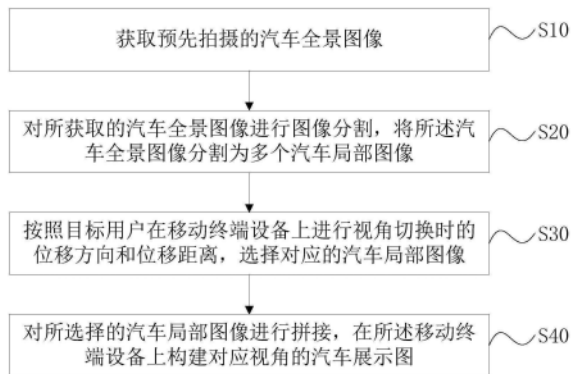 获取预先拍摄的汽车全景图像
S10
对所获取的汽车全景图像进行图像分割，将所述汽
车全景图像分割为多个汽车局部图像
S20
按照目标用户在移动终端设备上进行视角切换时的
位移方向和位移距离，选择对应的汽车局部图像
S30
对所选择的汽车局部图像进行拼接，在所述移动终
端设备上构建对应视角的汽车展示图
S40